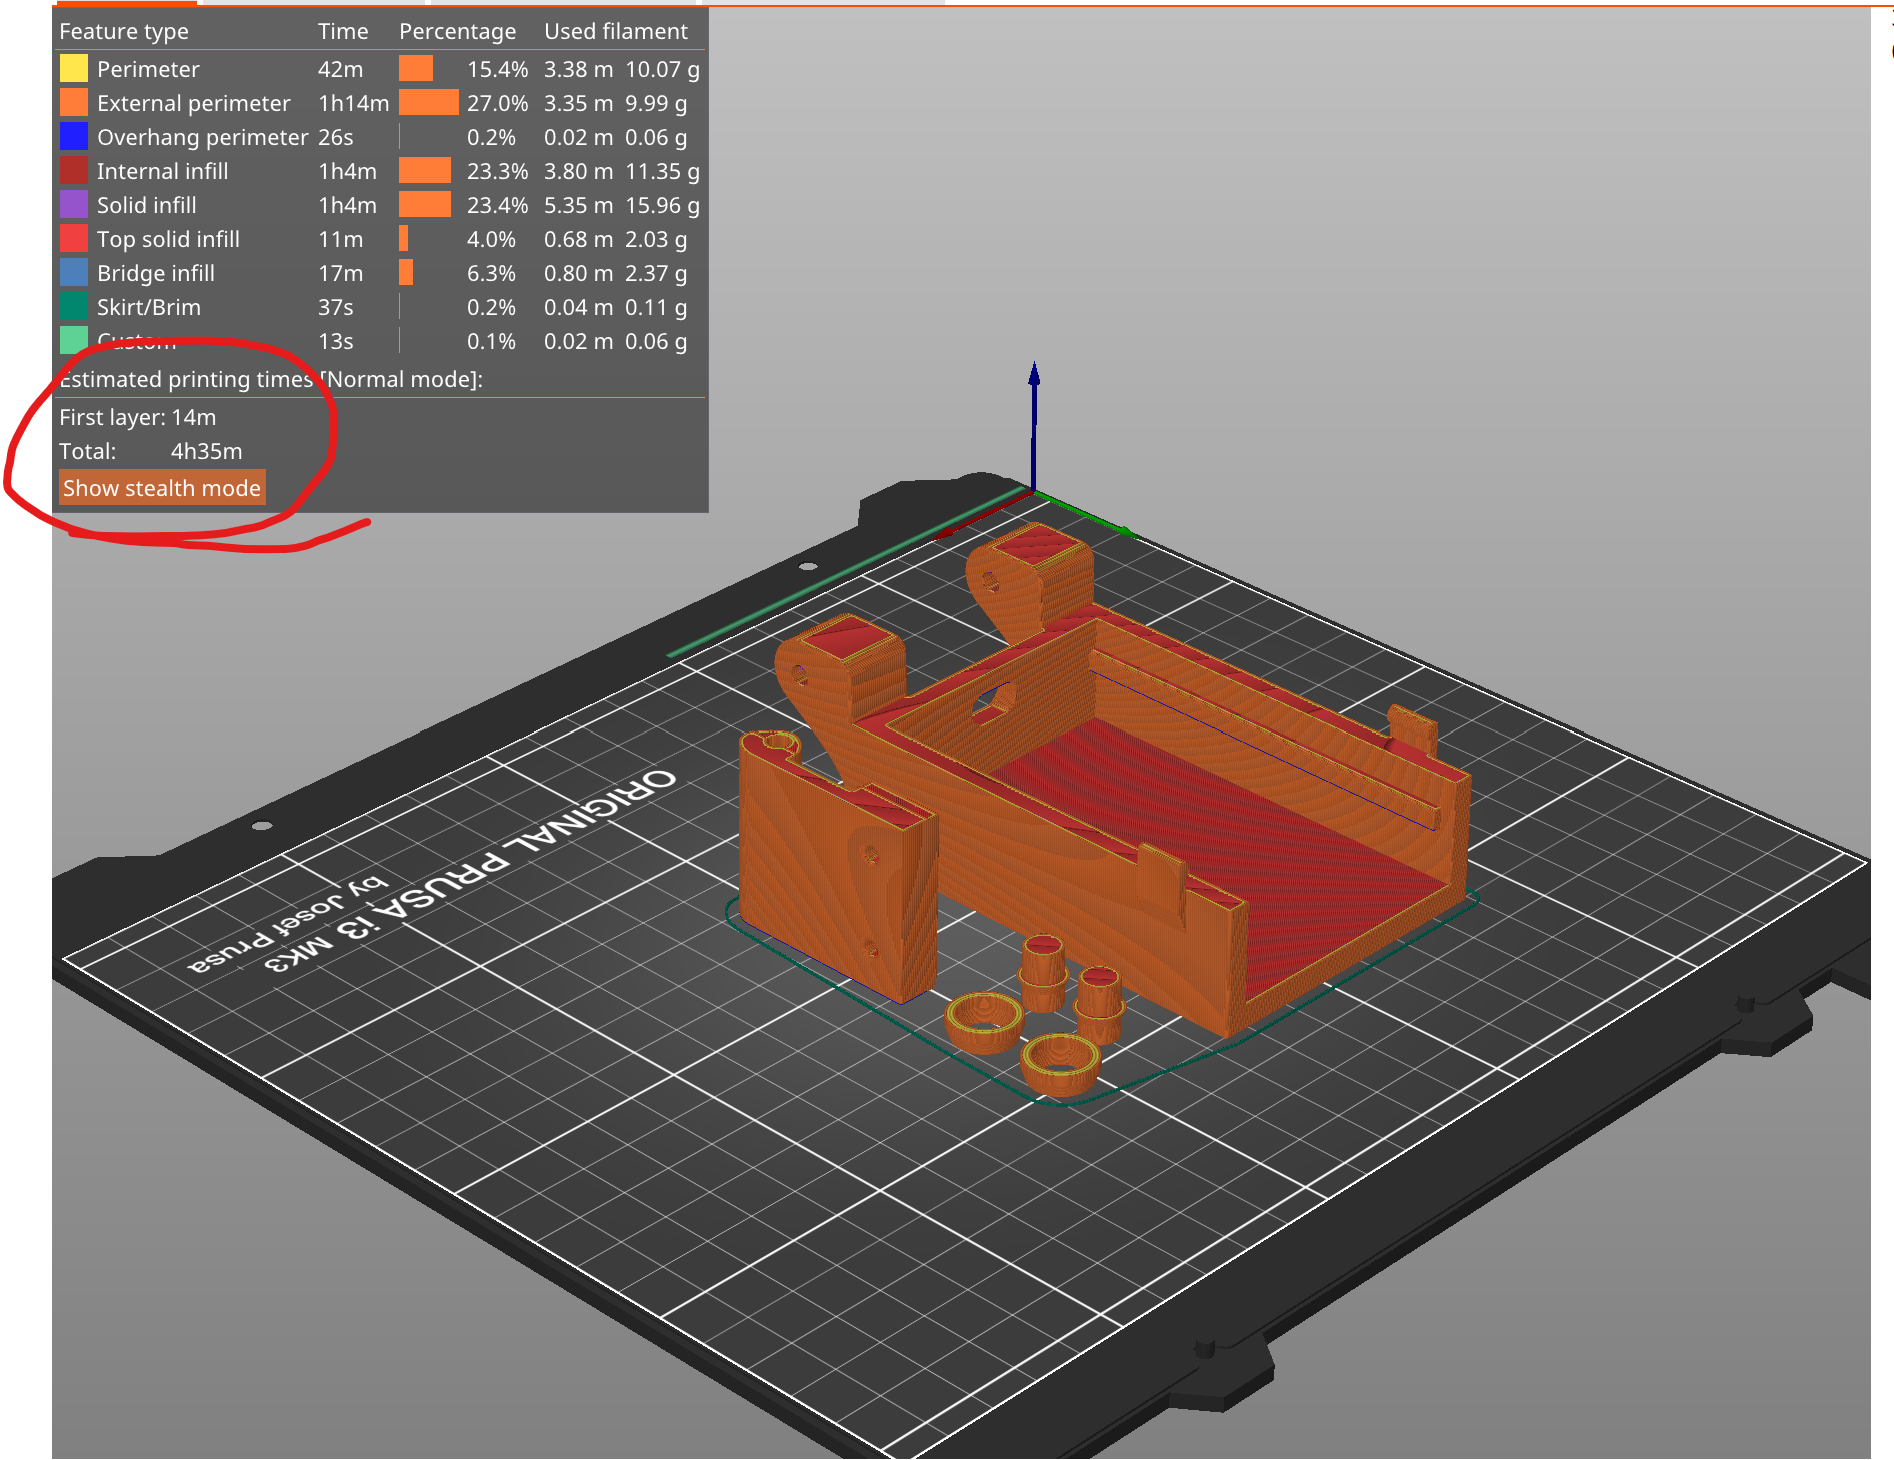 Feature type Time Percentage Used filament
Perimeter 42m 15.4% 3.38 m 10.07 g
External perimeter 1h14m 27.0% 3.35 m 9.99 g
Overhang perimeter 26s 0.2% 0.02 m 0.06 g
Internal infill 1h4m 23.3% 3.80 m 11.35 g
Solid infill 1h4m 23.4% 5.35 m 15.96 g
Top solid infill 11m 4.0% 0.68 m 2.03 g
Bridge infill 17m 6.3% 0.80 m 2.37 g
Skirt/Brim 37s 0.2% 0.04 m 0.11 g
Custom 13s 0.1% 0.02 m 0.06 g
Estimated printing times [Normal mode]:
First layer: 14m
Total: 4h35m
Show stealth mode
ORIGINAL PRUSA i3 MK3
by Josef Prusa